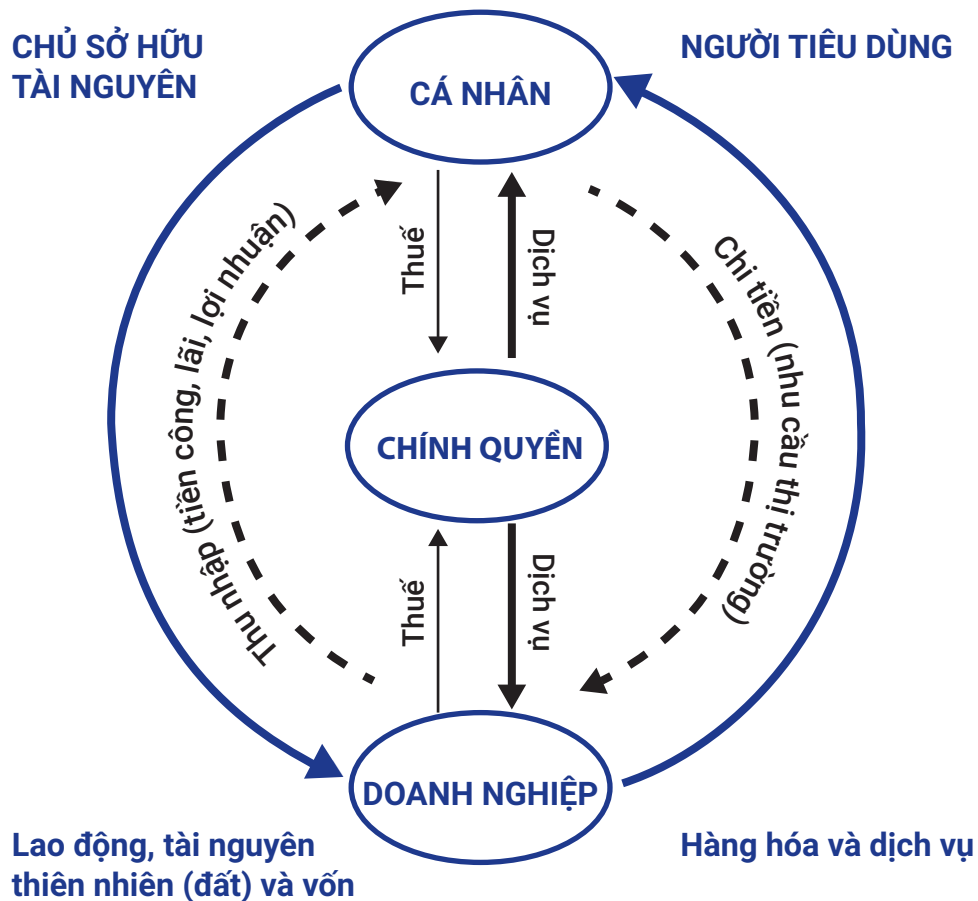 CHỦ SỞ HỮU
TÀI NGUYÊN
NGƯỜI TIÊU DÙNG
CÁ NHÂN
Thuế
Dịch vụ
Thu nhập (tiền công, lãi, lợi nhuận)
Chi tiền (nhu cầu thị trường)
CHÍNH QUYỀN
Thuế
Dịch vụ
DOANH NGHIỆP
Lao động, tài nguyên
thiên nhiên (đất) và vốn
Hàng hóa và dịch vụ